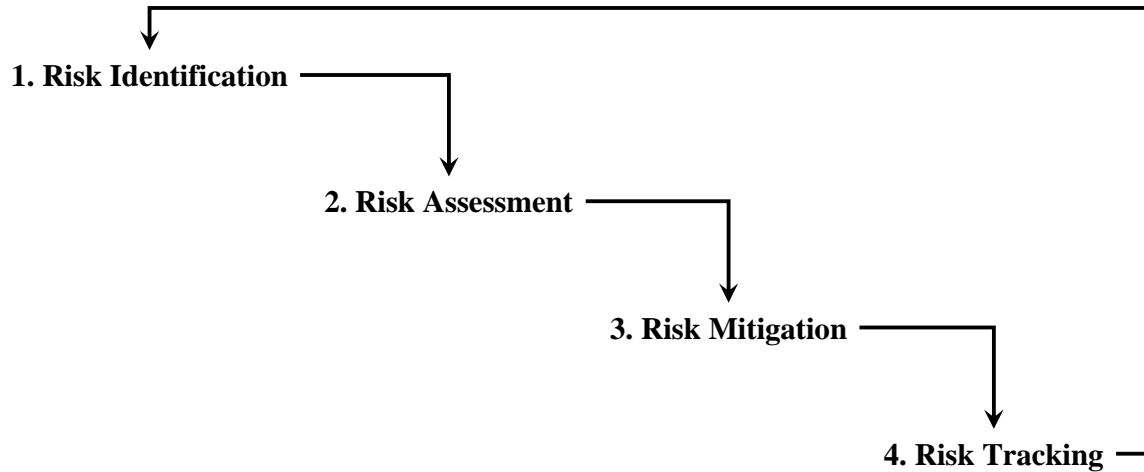 1. Risk Identification
2. Risk Assessment
3. Risk Mitigation
4. Risk Tracking